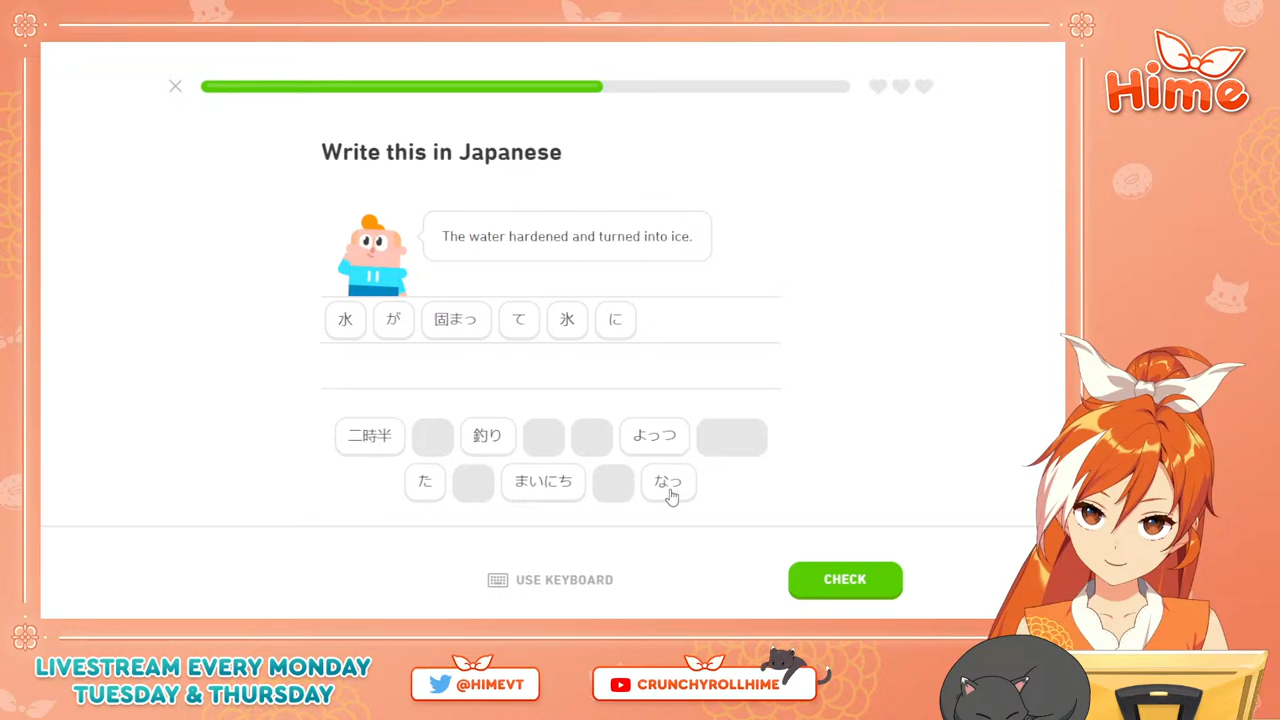 Hime
Write this in Japanese
The water hardened and turned into ice.
水 が 固まっ て 氷 に
二時半 釣り よっつ
た まいにち なっ
USE KEYBOARD
CHECK
LIVESTREAM EVERY MONDAY
TUESDAY & THURSDAY
@HIMEVT
CRUNCHYROLLHIME